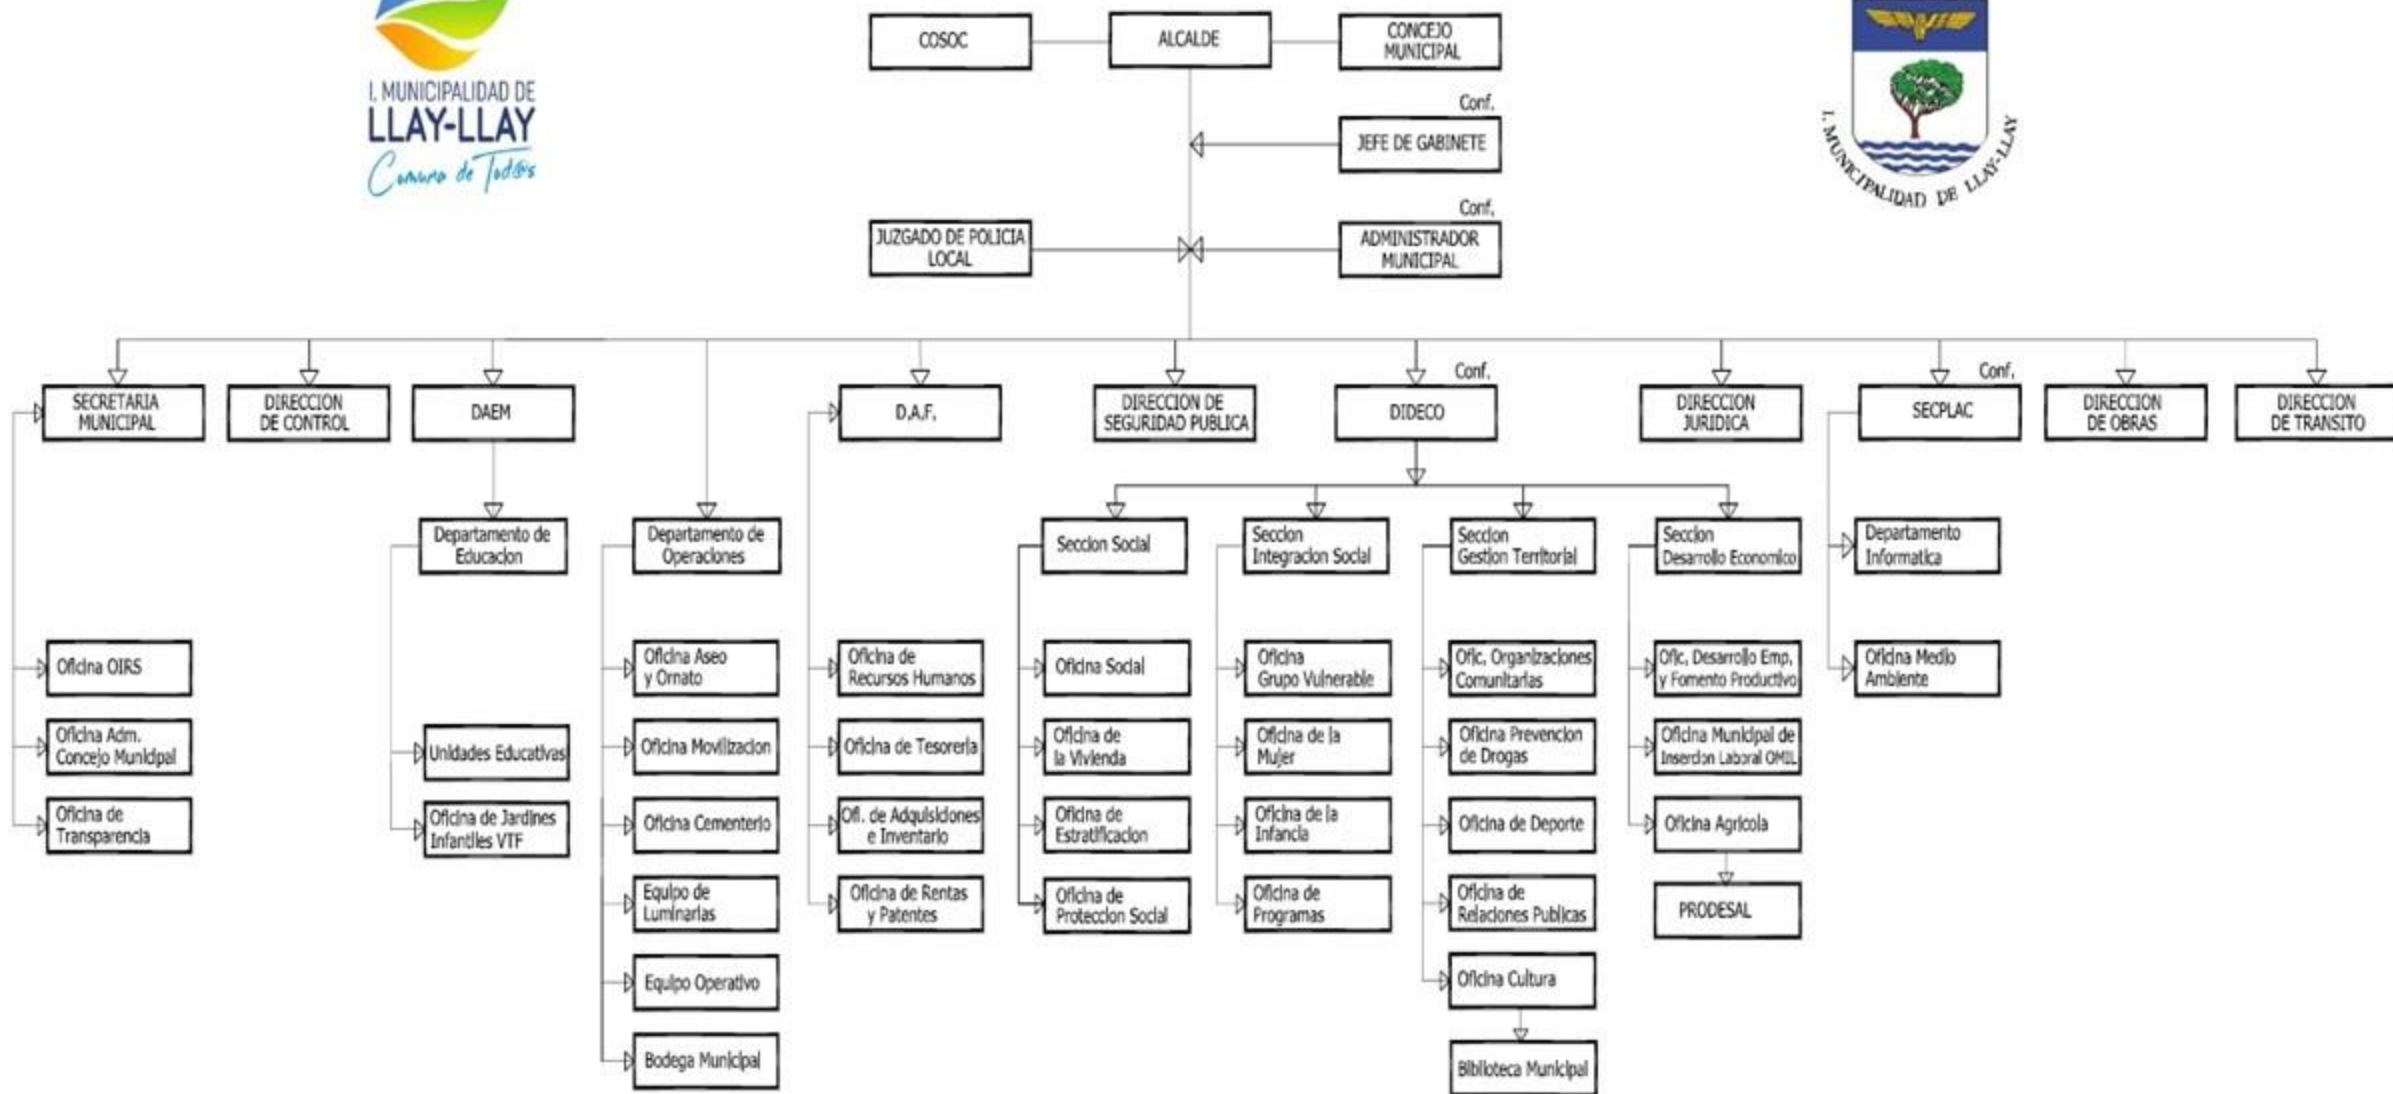 I. MUNICIPALIDAD DE
LLAY-LLAY
Comuna de Tod@s
COSOC
ALCALDE
CONCEJO
MUNICIPAL
Conf.
JEFE DE GABINETE
Conf.
JUZGADO DE POLICIA
LOCAL
ADMINISTRADOR
MUNICIPAL
I. MUNICIPALIDAD DE LLAY-LLAY
SECRETARIA
MUNICIPAL
DIRECCION
DE CONTROL
DAEM
D.A.F.
DIRECCION DE
SEGURIDAD PUBLICA
Conf.
DIDECO
DIRECCION
JURIDICA
Conf.
SECPLAC
DIRECCION
DE OBRAS
DIRECCION
DE TRANSITO
Departamento de
Educacion
Departamento de
Operaciones
Seccion Social
Seccion
Integracion Social
Seccion
Gestion Territorial
Seccion
Desarrollo Economico
Departamento
Informatica
Oficina OIRS
Oficina Adm.
Concejo Municipal
Oficina de
Transparencia
Unidades Educativas
Oficina de Jardines
Infantiles VTF
Oficina Aseo
y Ornato
Oficina Movilizacion
Oficina Cementerio
Equipo de
Luminarias
Equipo Operativo
Bodega Municipal
Oficina de
Recursos Humanos
Oficina de Tesoreria
Ofi. de Adquisiciones
e Inventario
Oficina de Rentas
y Patentes
Oficina Social
Oficina de
la Vivienda
Oficina de
Estratificacion
Oficina de
Proteccion Social
Oficina
Grupo Vulnerable
Oficina de la
Mujer
Oficina de la
Infancia
Oficina de
Programas
Ofic. Organizaciones
Comunitarias
Oficina Prevencion
de Drogas
Oficina de Deporte
Oficina de
Relaciones Publicas
Oficina Cultura
Biblioteca Municipal
Ofic. Desarrollo Emp.
y Fomento Productivo
Oficina Municipal de
Insercion Laboral OMIL
Oficina Agricola
PRODESAL
Oficina Medio
Ambiente